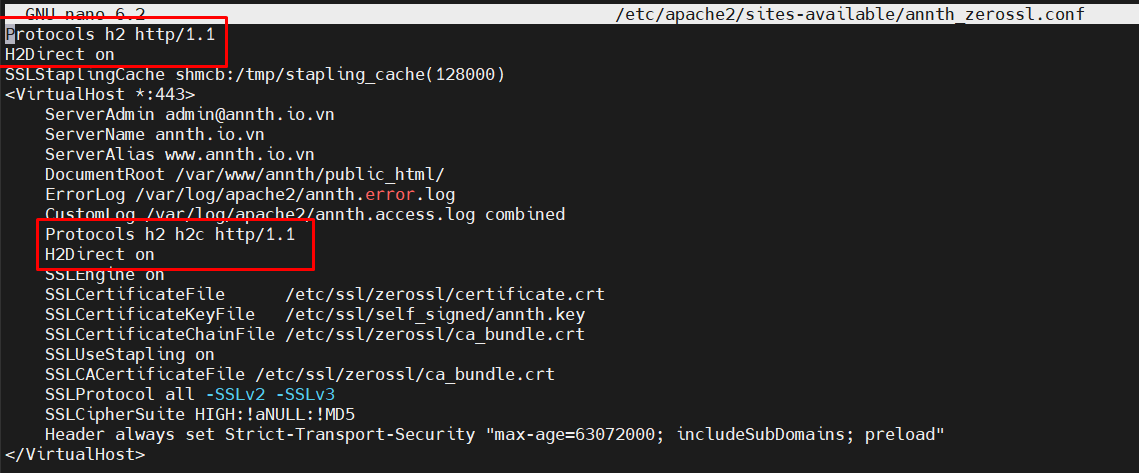 GNU nano 6.2 /etc/apache2/sites-available/annth_zerossl.conf
Protocols h2 http/1.1
H2Direct on
SSLStaplingCache shmcb:/tmp/stapling_cache(128000)
<VirtualHost *:443>
ServerAdmin admin@annth.io.vn
ServerName annth.io.vn
ServerAlias www.annth.io.vn
DocumentRoot /var/www/annth/public_html/
ErrorLog /var/log/apache2/annth.error.log
CustomLog /var/log/apache2/annth.access.log combined
Protocols h2 h2c http/1.1
H2Direct on
SSLEngine on
SSLCertificateFile /etc/ssl/zerossl/certificate.crt
SSLCertificateKeyFile /etc/ssl/self_signed/annth.key
SSLCertificateChainFile /etc/ssl/zerossl/ca_bundle.crt
SSLUseStapling on
SSLCACertificateFile /etc/ssl/zerossl/ca_bundle.crt
SSLProtocol all -SSLv2 -SSLv3
SSLCipherSuite HIGH:!aNULL:!MD5
Header always set Strict-Transport-Security "max-age=63072000; includeSubDomains; preload"
</VirtualHost>